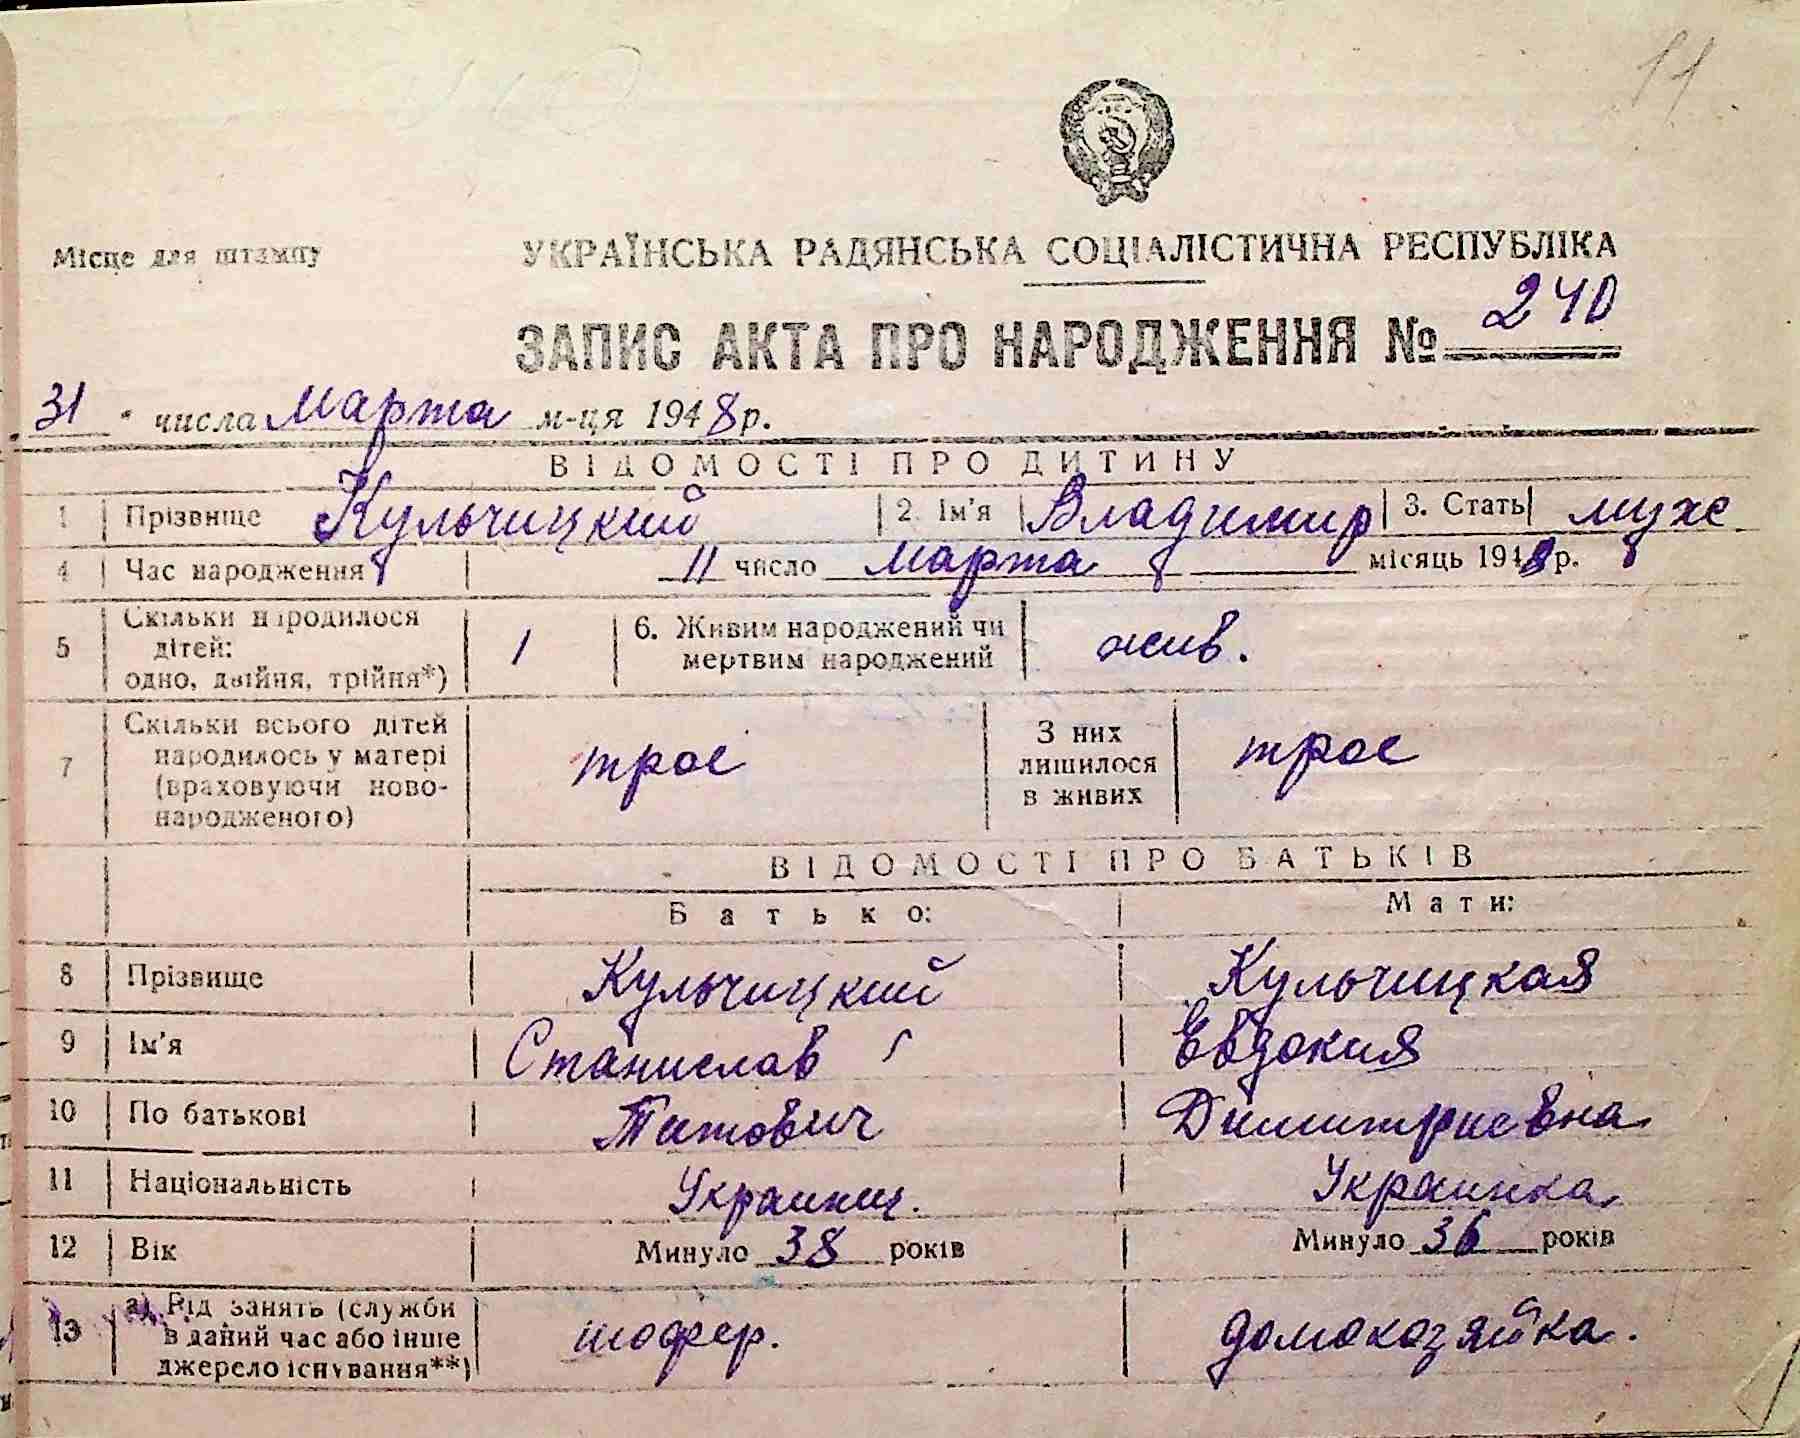 11
Місце для штампу
УКРАЇНСЬКА РАДЯНСЬКА СОЦІАЛІСТИЧНА РЕСПУБЛІКА
ЗАПИС АКТА ПРО НАРОДЖЕННЯ № 240
31 числа марта м-ця 1948 р.
ВІДОМОСТІ ПРО ДИТИНУ
1 Прізвище Кульчицкий 2. Ім'я Владимир 3. Стать муже
4 Час народження 11 число марта місяць 1948 р.
5 Скільки народилося дітей: одно, двійня, трійня*) 1 6. Живим народжений чи мертвим народжений жив.
7 Скільки всього дітей народилось у матері (враховуючи ново-народженого) трое З них лишилося в живих трое
ВІДОМОСТІ ПРО БАТЬКІВ
Батько: Мати:
8 Прізвище Кульчицкий Кульчицкая
9 Ім'я Станислав Евдокия
10 По батькові Титович Димитриевна
11 Національність Украинец. Украинка
12 Вік Минуло 38 років Минуло 36 років
13 а) Рід занять (служби в даний час або інше джерело існування**) шофер. домохозяйка.